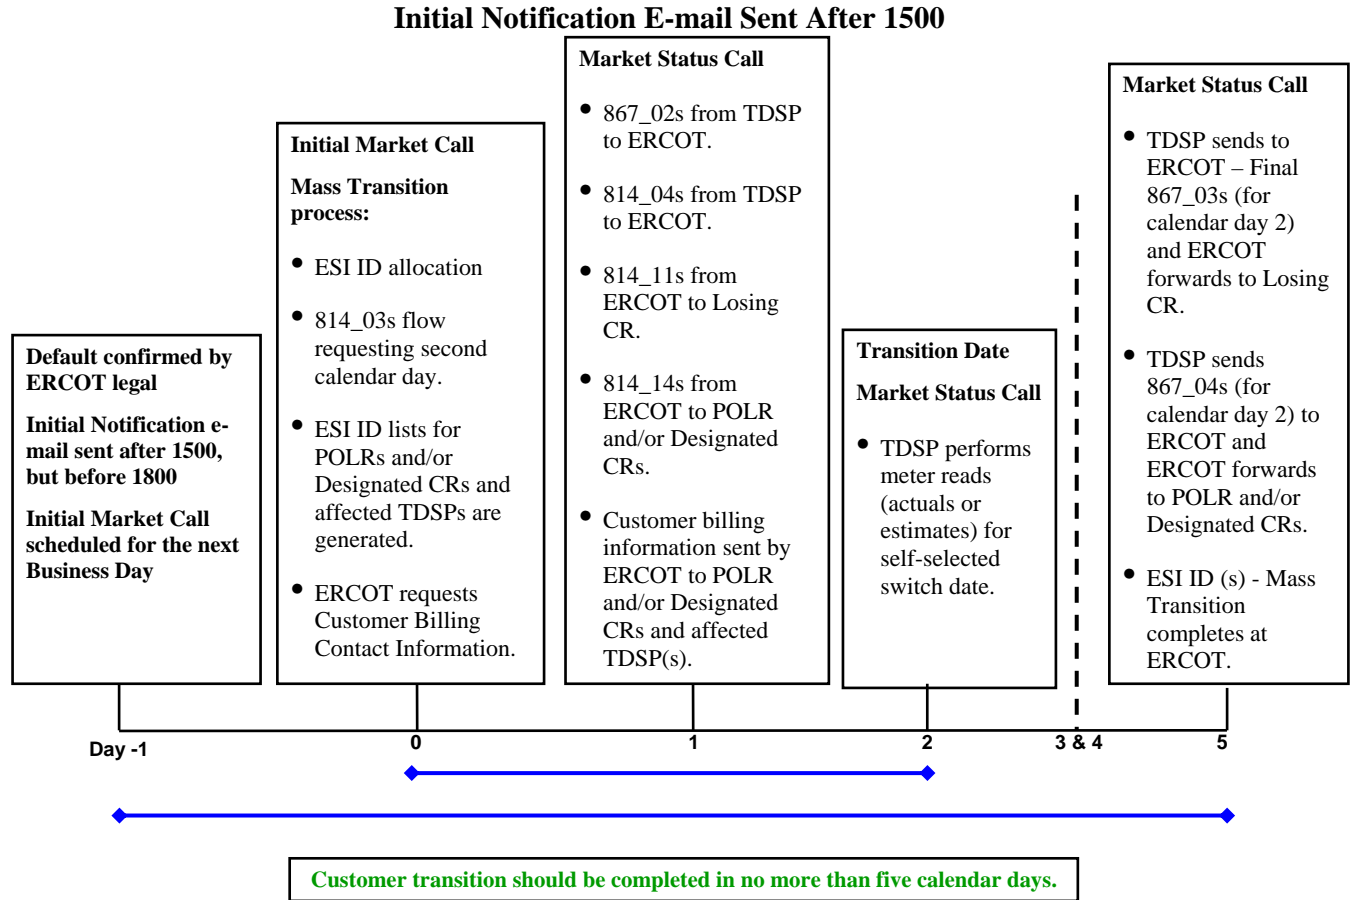 Initial Notification E-mail Sent After 1500
Default confirmed by
ERCOT legal
Initial Notification e-
mail sent after 1500,
but before 1800
Initial Market Call
scheduled for the next
Business Day
Initial Market Call
Mass Transition
process:
• ESI ID allocation
• 814_03s flow
requesting second
calendar day.
• ESI ID lists for
POLRs and/or
Designated CRs and
affected TDSPs are
generated.
• ERCOT requests
Customer Billing
Contact Information.
Market Status Call
• 867_02s from TDSP
to ERCOT.
• 814_04s from TDSP
to ERCOT.
• 814_11s from
ERCOT to Losing
CR.
• 814_14s from
ERCOT to POLR
and/or Designated
CRs.
• Customer billing
information sent by
ERCOT to POLR
and/or Designated
CRs and affected
TDSP(s).
Transition Date
Market Status Call
• TDSP performs
meter reads
(actuals or
estimates) for
self-selected
switch date.
Market Status Call
• TDSP sends to
ERCOT – Final
867_03s (for
calendar day 2)
and ERCOT
forwards to Losing
CR.
• TDSP sends
867_04s (for
calendar day 2) to
ERCOT and
ERCOT forwards
to POLR and/or
Designated CRs.
• ESI ID (s) - Mass
Transition
completes at
ERCOT.
Day -1
0
1
2
3 & 4
5
Customer transition should be completed in no more than five calendar days.